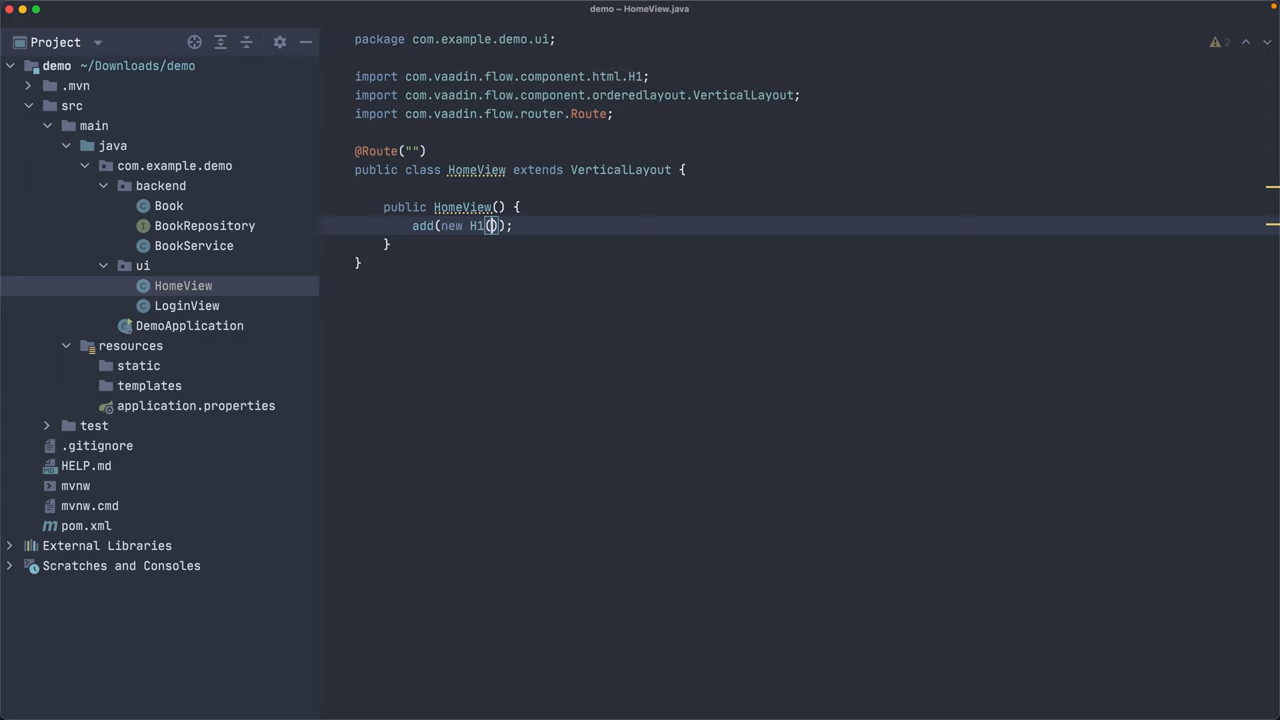 demo – HomeView.java
Project
demo ~/Downloads/demo
.mvn
src
main
java
com.example.demo
backend
Book
BookRepository
BookService
ui
HomeView
LoginView
DemoApplication
resources
static
templates
application.properties
test
.gitignore
HELP.md
mvnw
mvnw.cmd
pom.xml
External Libraries
Scratches and Consoles
package com.example.demo.ui;
import com.vaadin.flow.component.html.H1;
import com.vaadin.flow.component.orderedlayout.VerticalLayout;
import com.vaadin.flow.router.Route;
@Route("")
public class HomeView extends VerticalLayout {
public HomeView() {
add(new H1());
}
}
2